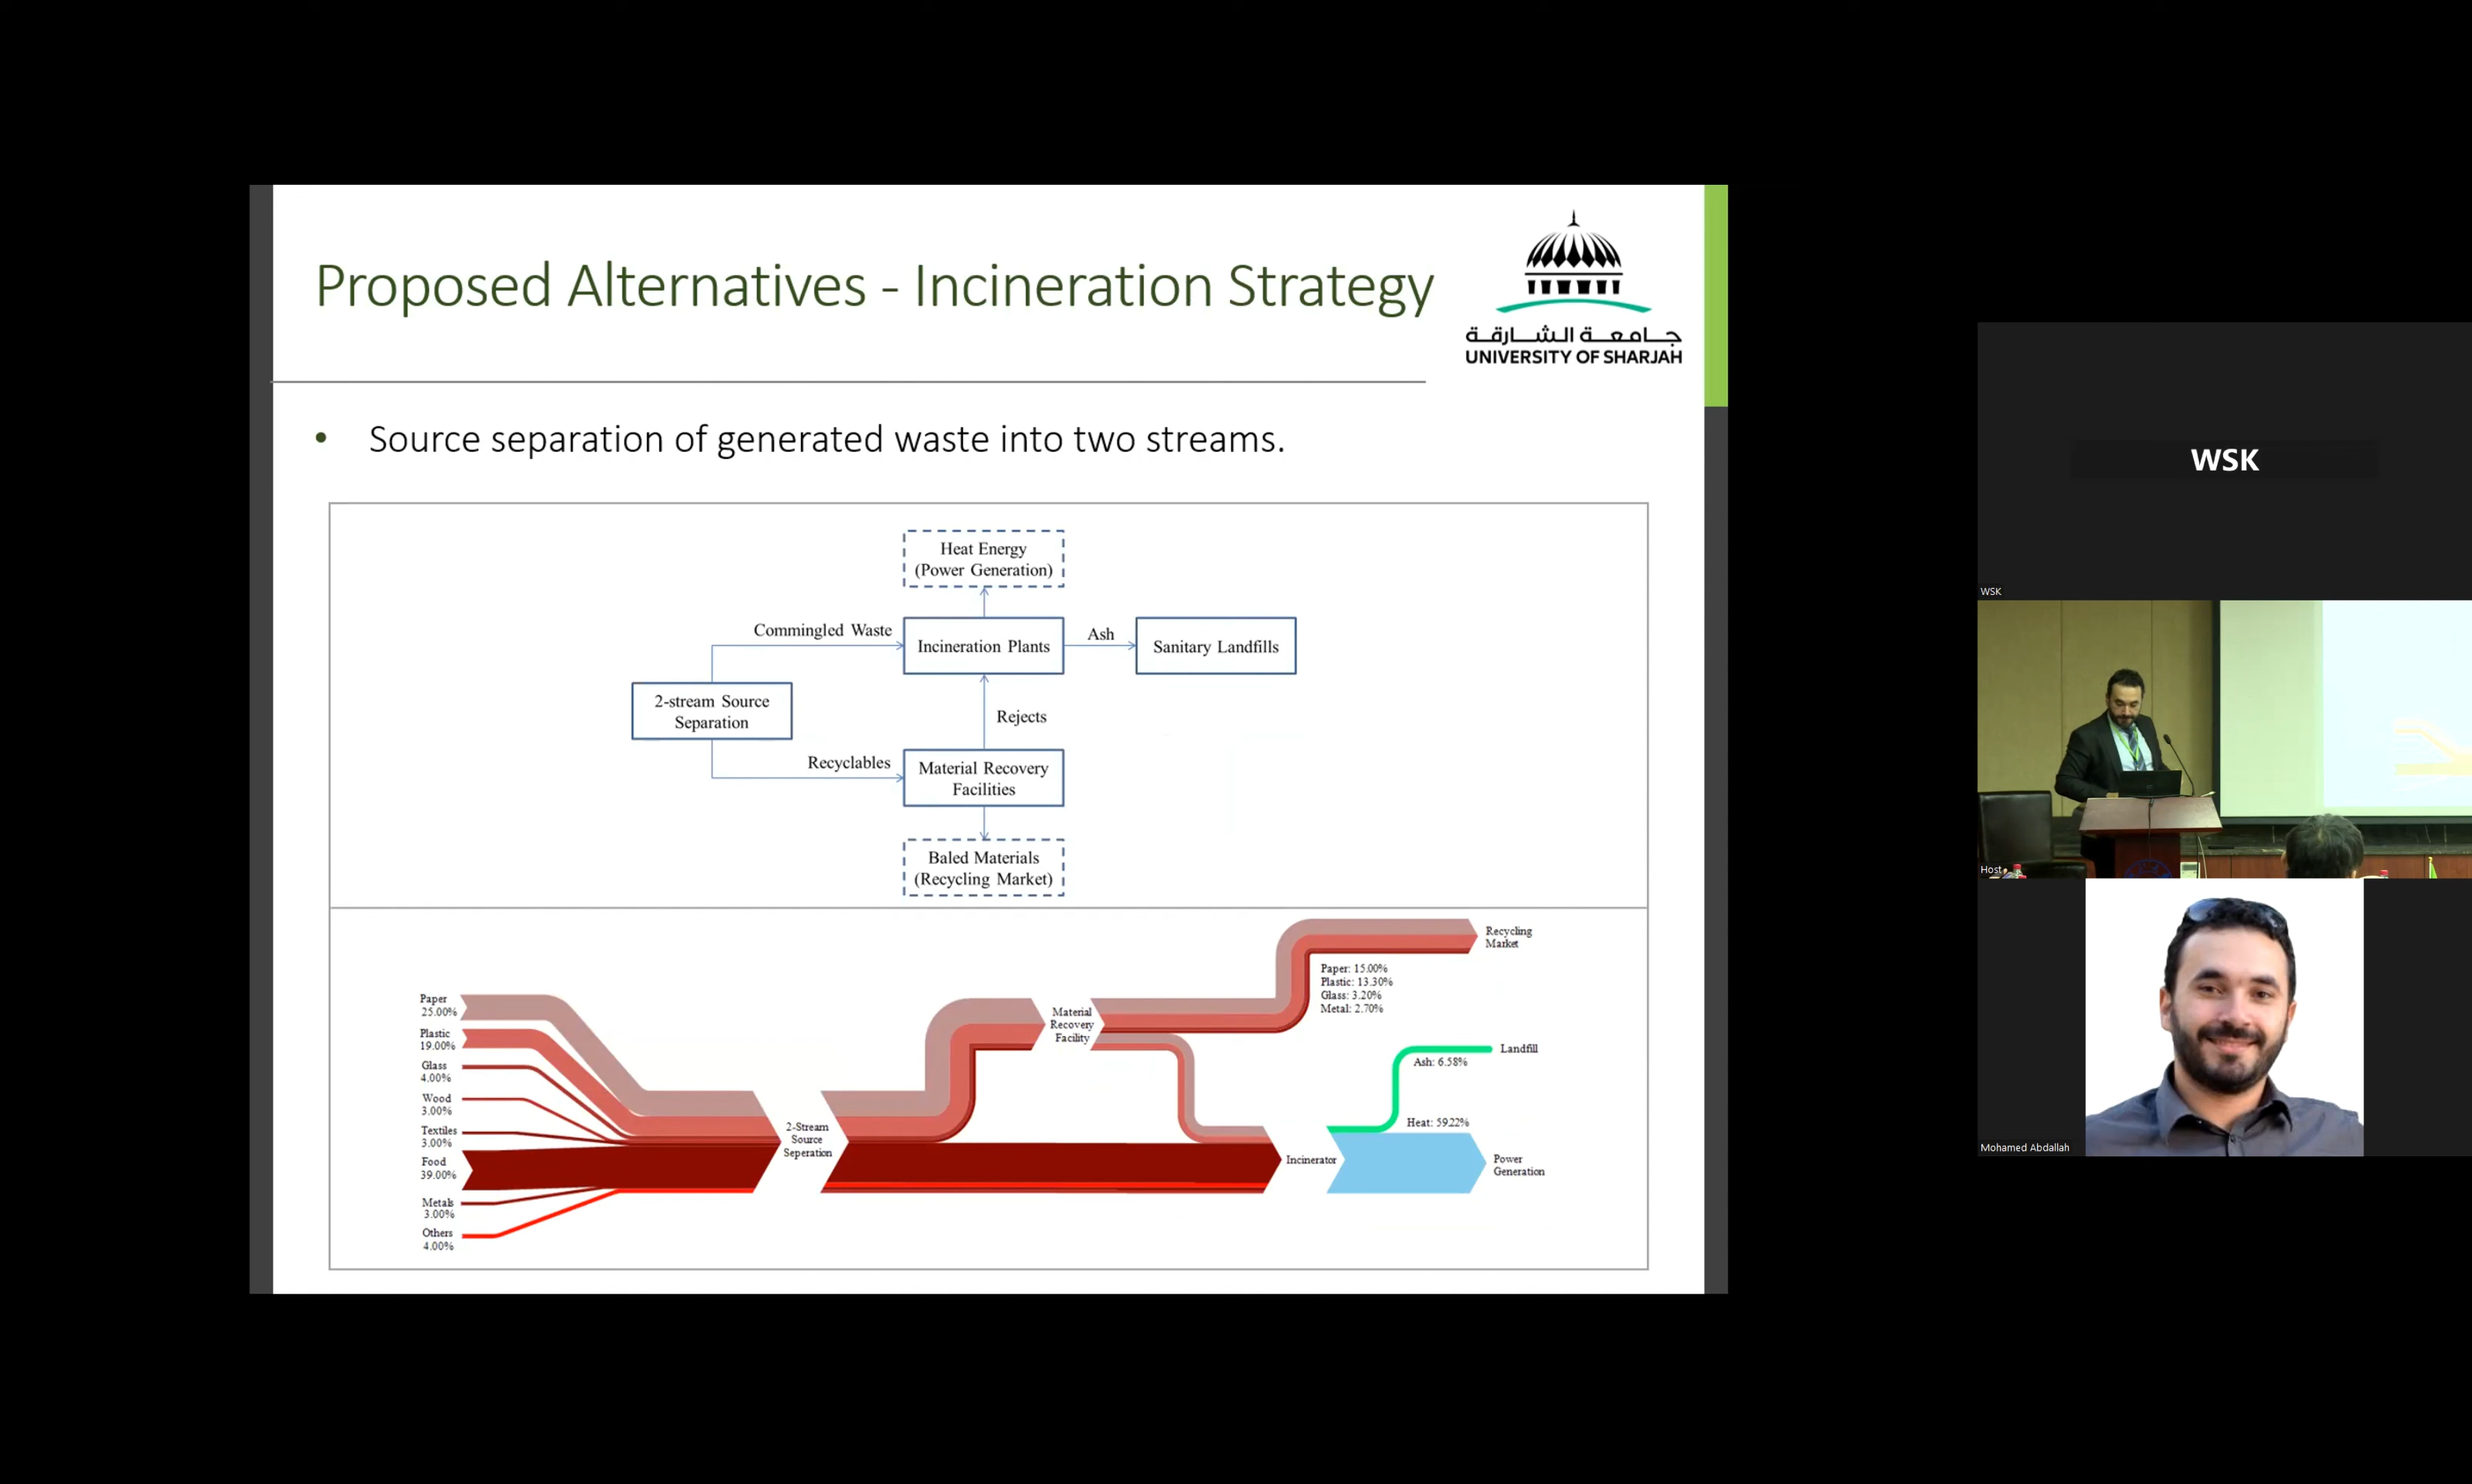 Proposed Alternatives - Incineration Strategy
جامعة الشارقة
UNIVERSITY OF SHARJAH
• Source separation of generated waste into two streams.
Heat Energy
(Power Generation)
Commingled Waste
Incineration Plants
Ash
Sanitary Landfills
2-stream Source
Separation
Rejects
Recyclables
Material Recovery
Facilities
Baled Materials
(Recycling Market)
Paper
25.00%
Plastic
19.00%
Glass
4.00%
Wood
3.00%
Textiles
3.00%
Food
39.00%
Metals
3.00%
Others
4.00%
2-Stream
Source
Seperation
Material
Recovery
Facility
Recycling
Market
Paper: 15.00%
Plastic: 13.30%
Glass: 3.20%
Metal: 2.70%
Landfill
Ash: 6.58%
Heat: 59.22%
Incinerator
Power
Generation
WSK
WSK
Host
Mohamed Abdallah